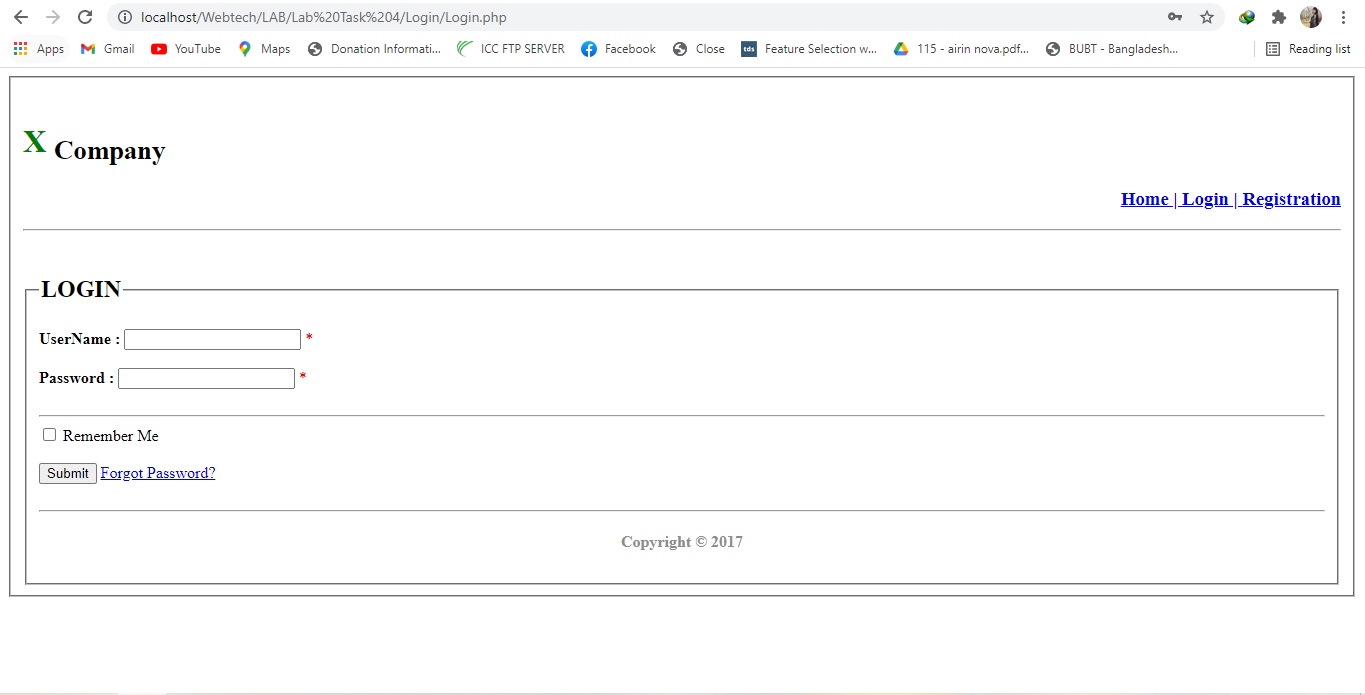 localhost/Webtech/LAB/Lab%20Task%204/Login/Login.php
Apps Gmail YouTube Maps Donation Informati... ICC FTP SERVER Facebook Close tds Feature Selection w... 115 - airin nova.pdf... BUBT - Bangladesh... Reading list
X Company
Home | Login | Registration
LOGIN
UserName : *
Password : *
Remember Me
Submit Forgot Password?
Copyright © 2017